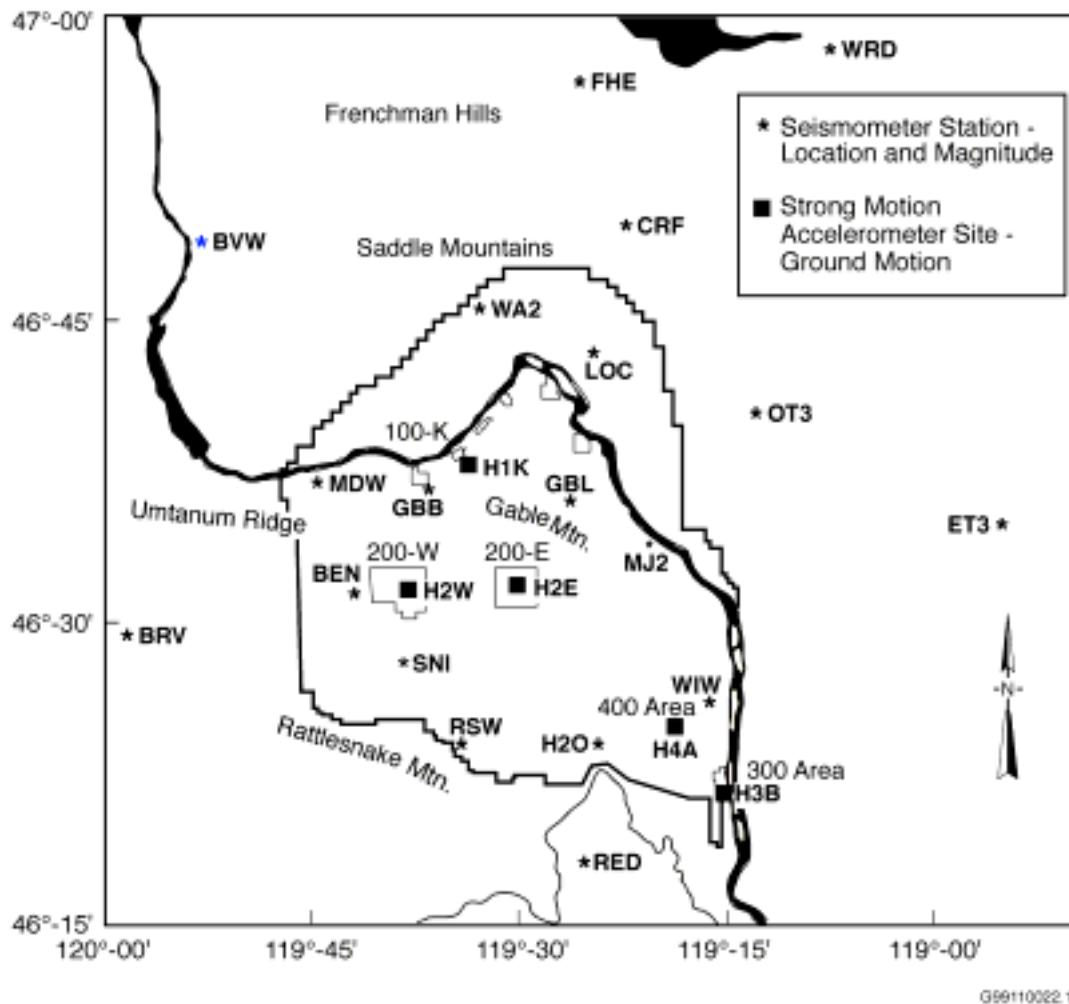 47°-00'
WRD
FHE
Frenchman Hills
* Seismometer Station -
Location and Magnitude
Strong Motion
Accelerometer Site -
Ground Motion
CRF
BVW
Saddle Mountains
WA2
46°-45'
LOC
OT3
100-K
H1K
MDW
GBB
GBL
Umtanum Ridge
Gable Mtn.
ET3
MJ2
200-W
200-E
BEN
H2W
H2E
46°-30'
BRV
SNI
-N-
WIW
400 Area
RSW
H2O
H4A
Rattlesnake Mtn.
300 Area
H3B
RED
46°-15'
120°-00'
119°-45'
119°-30'
119°-15'
119°-00'
G99110022.1